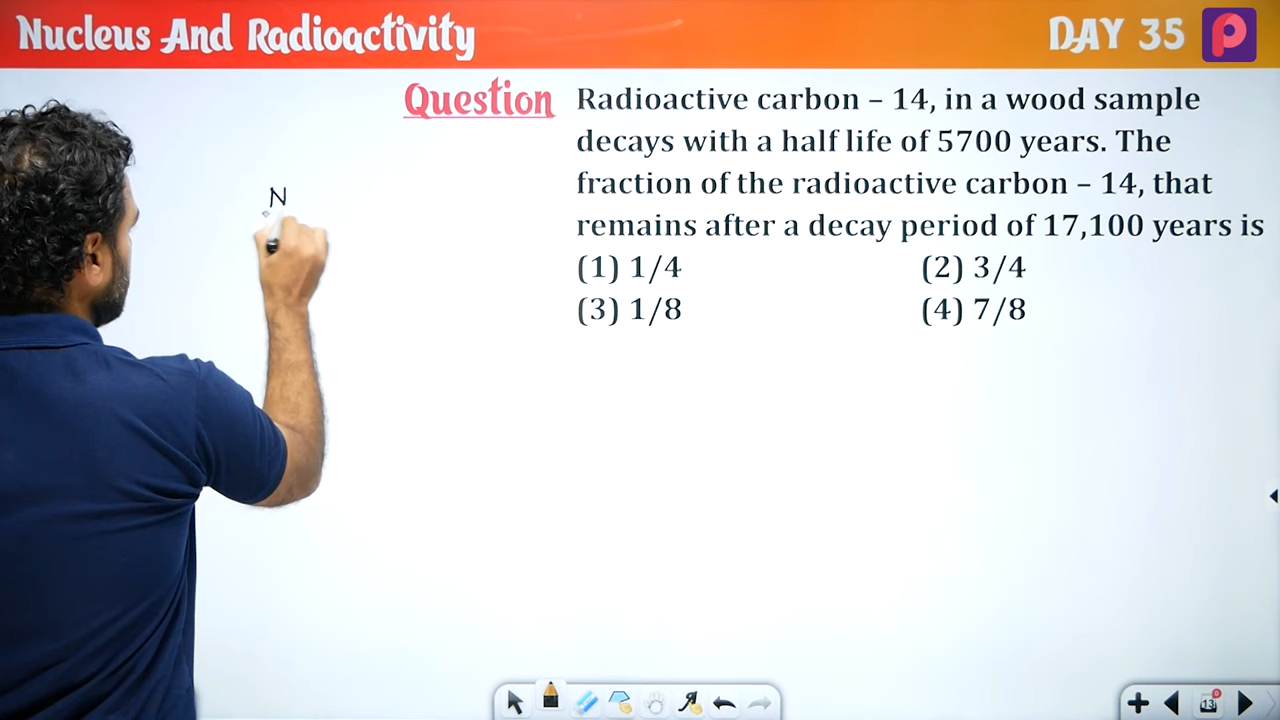 Nucleus And Radioactivity
DAY 35
Question
Radioactive carbon – 14, in a wood sample
decays with a half life of 5700 years. The
fraction of the radioactive carbon – 14, that
remains after a decay period of 17,100 years is
(1) 1/4 (2) 3/4
(3) 1/8 (4) 7/8
N
13